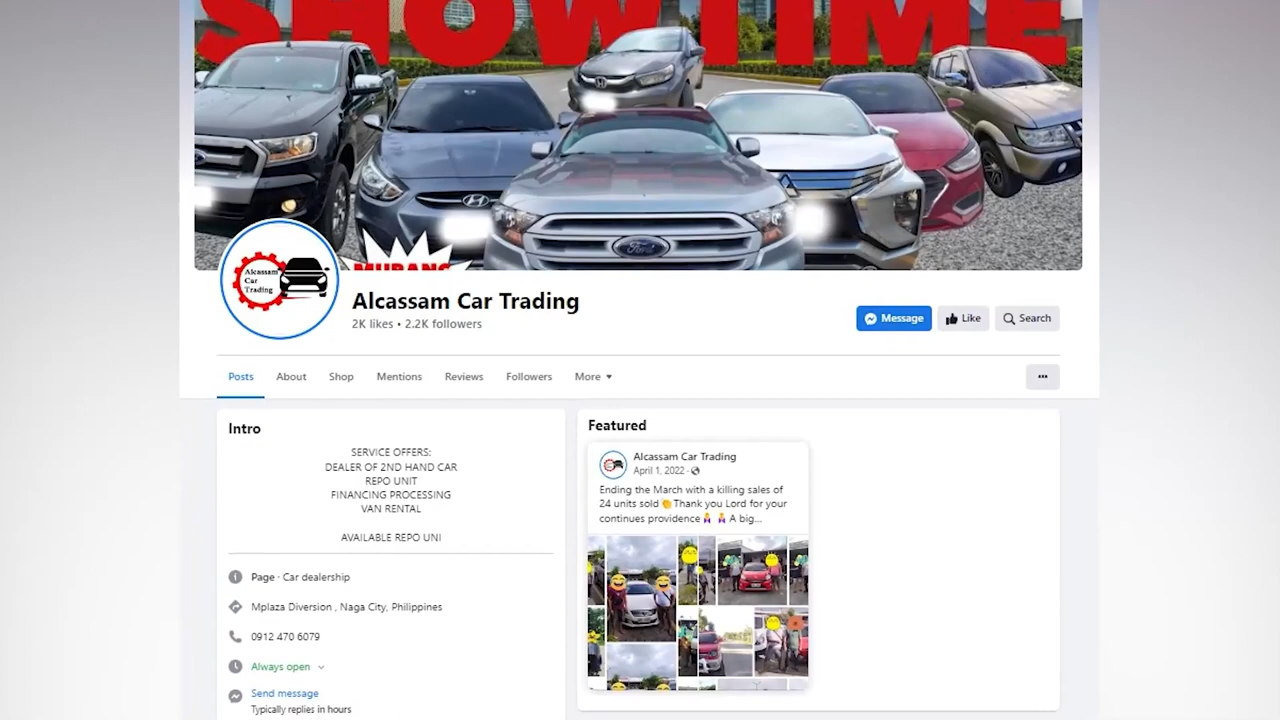 SHOWTIME
MURANG
Alcassam
Car
Trading
Alcassam Car Trading
2K likes • 2.2K followers
Message
Like
Search
Posts
About
Shop
Mentions
Reviews
Followers
More
Intro
SERVICE OFFERS:
DEALER OF 2ND HAND CAR
REPO UNIT
FINANCING PROCESSING
VAN RENTAL
AVAILABLE REPO UNI
Page · Car dealership
Mplaza Diversion , Naga City, Philippines
0912 470 6079
Always open
Send message
Typically replies in hours
Featured
Alcassam Car Trading
April 1, 2022 ·
Ending the March with a killing sales of
24 units sold👏Thank you Lord for your
continues providence🙏 🙏 A big...
Ford